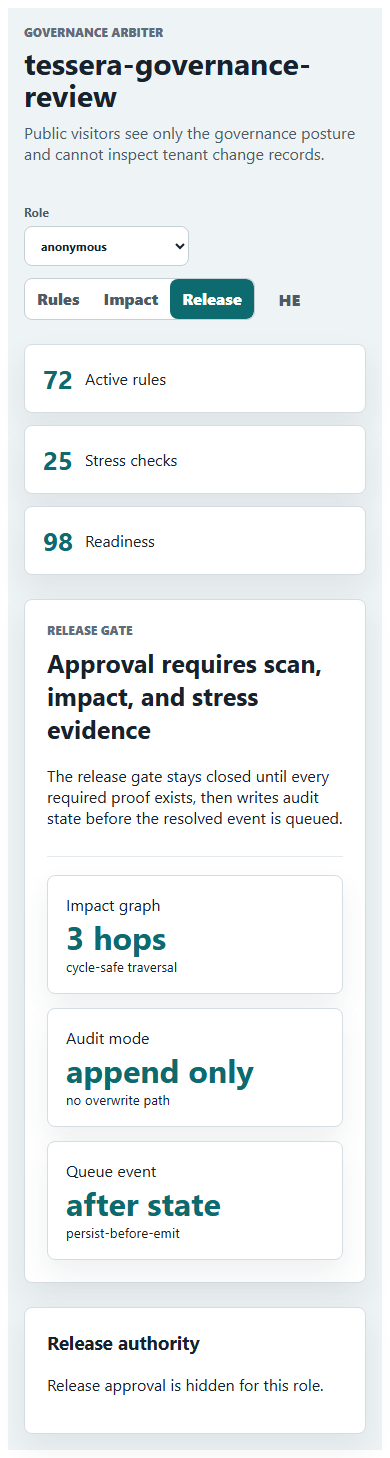 GOVERNANCE ARBITER
tessera-governance-
review
Public visitors see only the governance posture
and cannot inspect tenant change records.
Role
anonymous
Rules Impact Release HE
72 Active rules
25 Stress checks
98 Readiness
RELEASE GATE
Approval requires scan,
impact, and stress
evidence
The release gate stays closed until every
required proof exists, then writes audit
state before the resolved event is queued.
Impact graph
3 hops
cycle-safe traversal
Audit mode
append only
no overwrite path
Queue event
after state
persist-before-emit
Release authority
Release approval is hidden for this role.